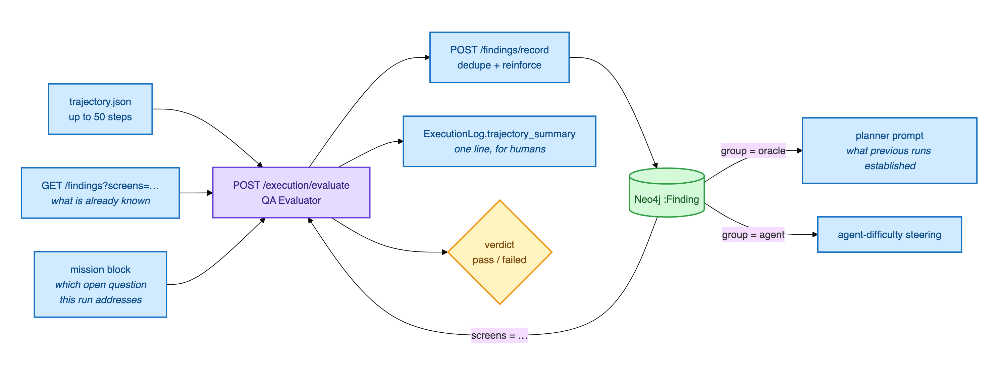 trajectory.json
up to 50 steps
GET /findings?screens=…
what is already known
mission block
which open question
this run addresses
POST /execution/evaluate
QA Evaluator
POST /findings/record
dedupe + reinforce
ExecutionLog.trajectory_summary
one line, for humans
verdict
pass / failed
screens = …
Neo4j :Finding
group = oracle
group = agent
planner prompt
what previous runs
established
agent-difficulty steering